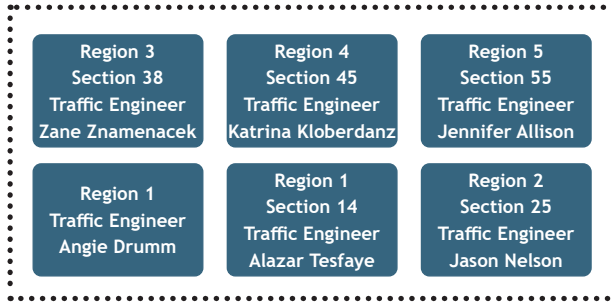 Region 3
Section 38
Traffic Engineer
Zane Znamenacek
Region 4
Section 45
Traffic Engineer
Katrina Kloberdanz
Region 5
Section 55
Traffic Engineer
Jennifer Allison
Region 1
Traffic Engineer
Angie Drumm
Region 1
Section 14
Traffic Engineer
Alazar Tesfaye
Region 2
Section 25
Traffic Engineer
Jason Nelson